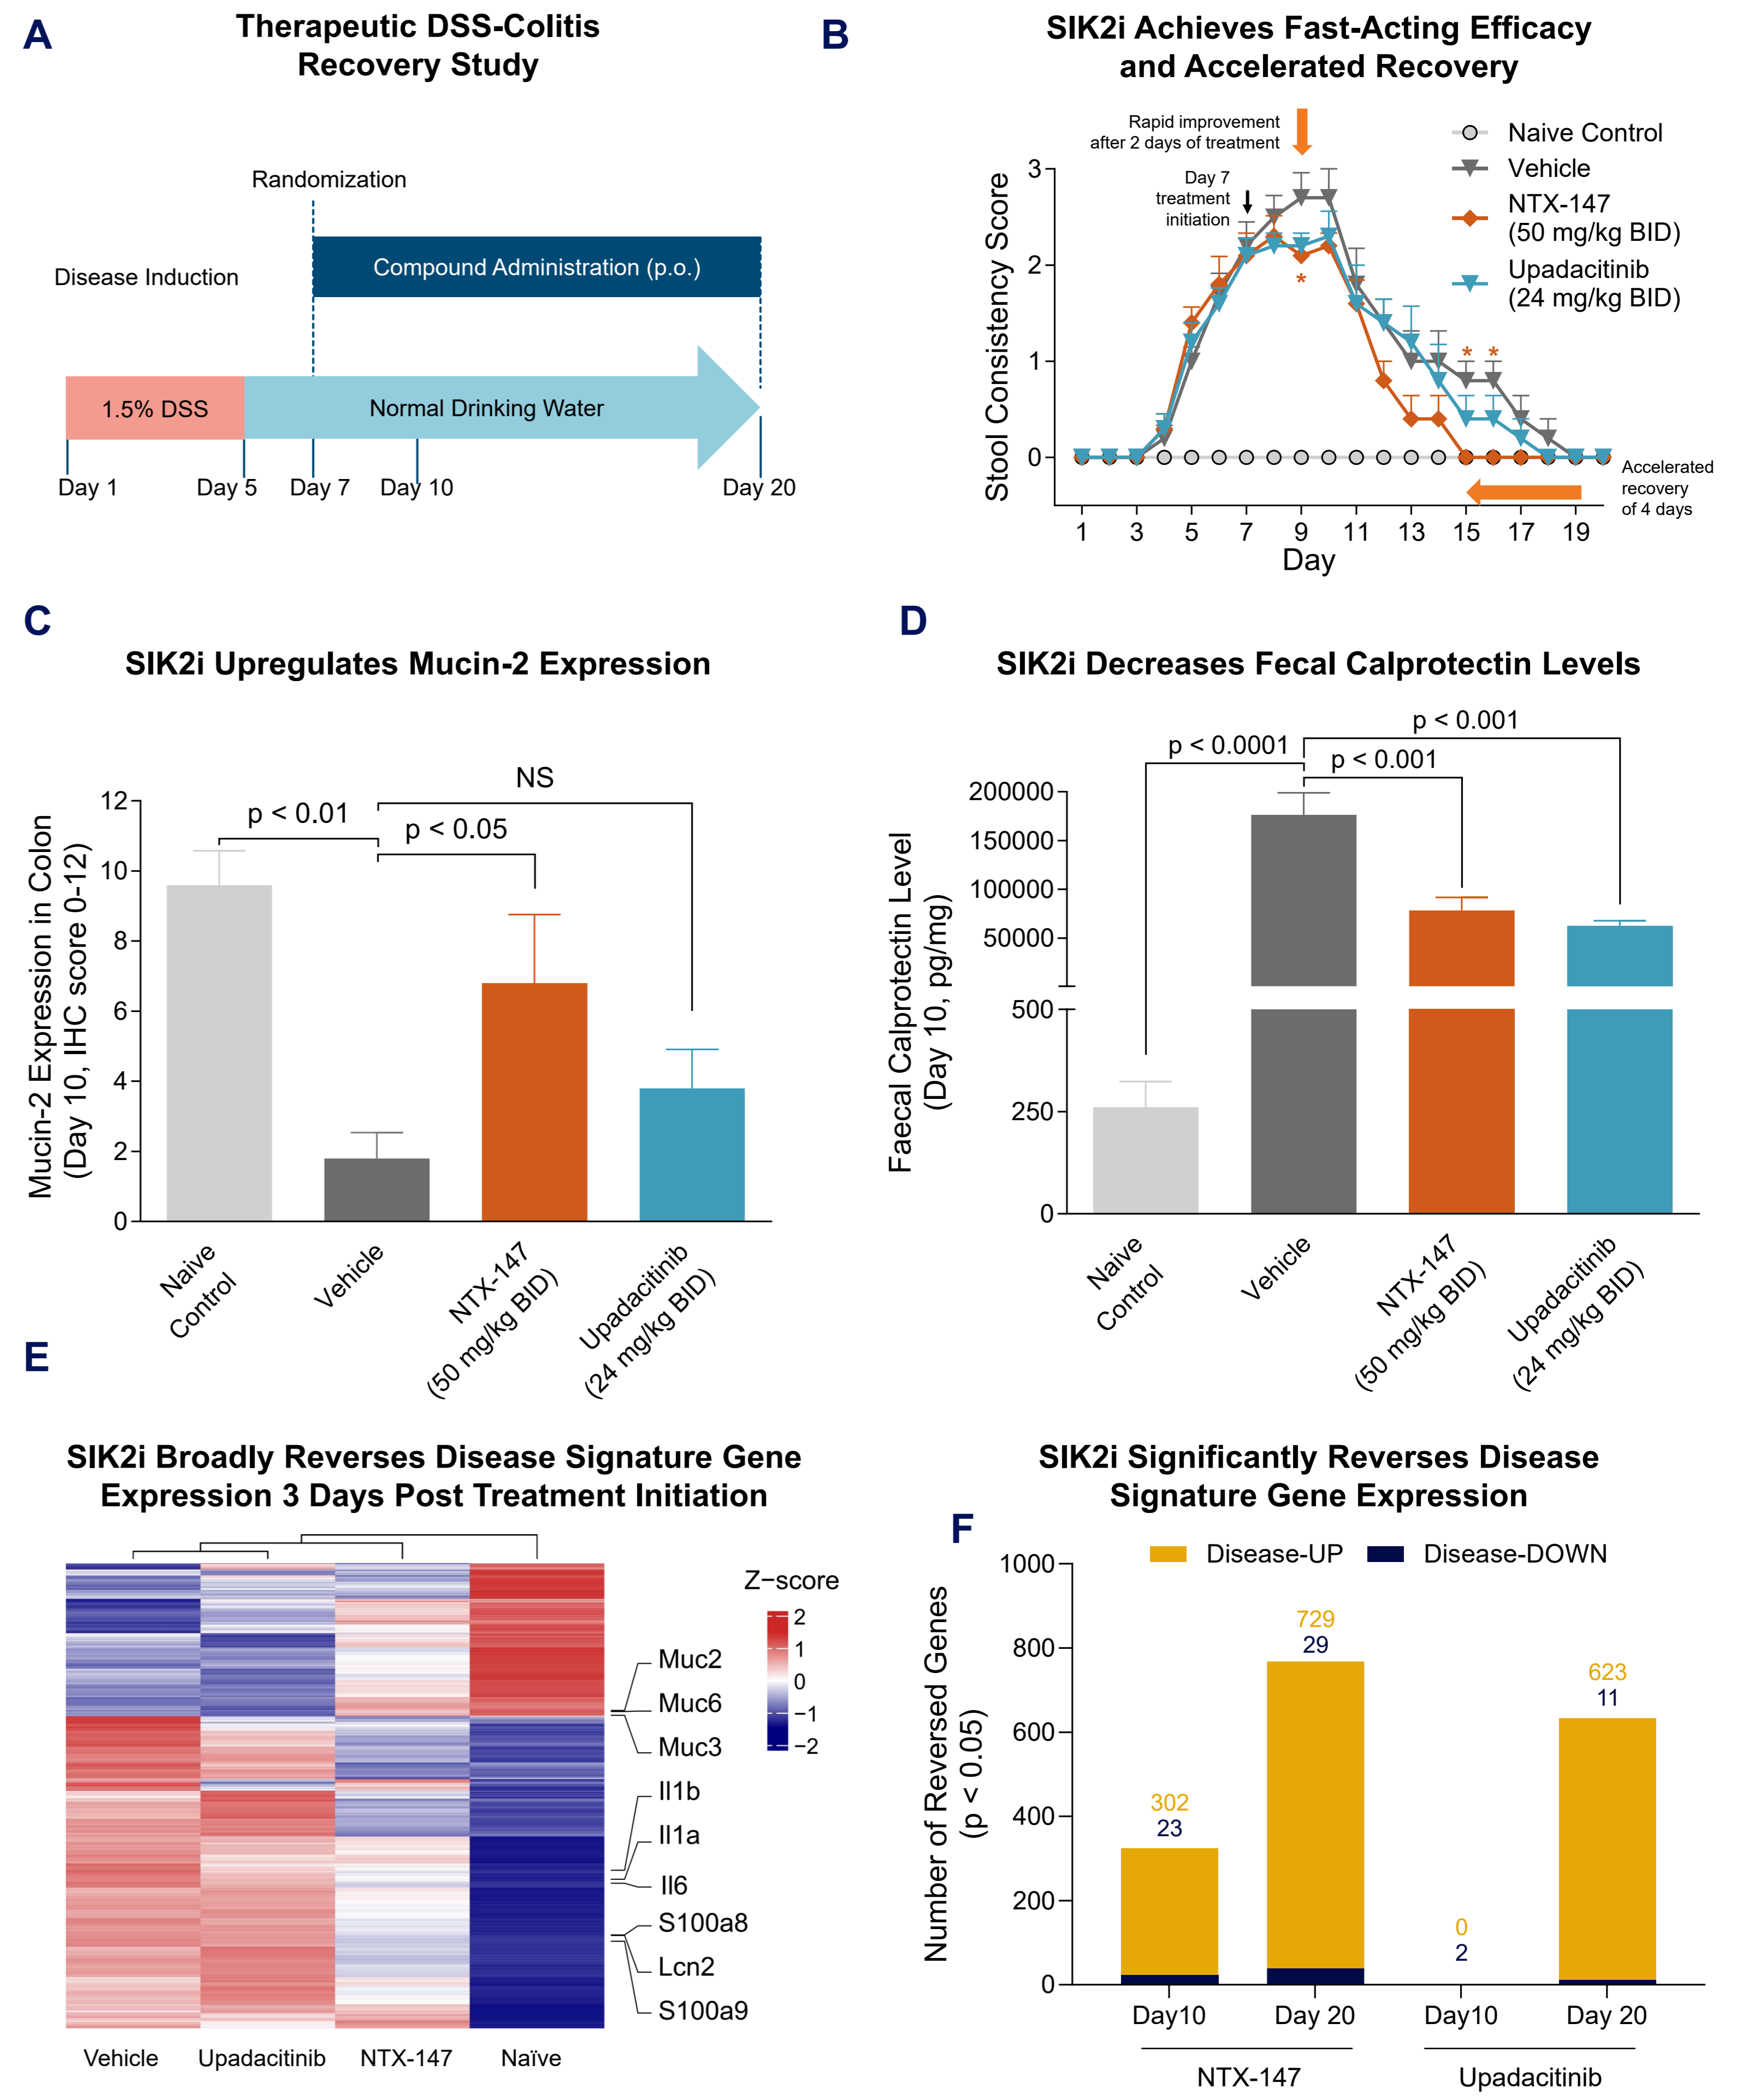 A
Therapeutic DSS-Colitis
Recovery Study
Randomization
Disease Induction
Compound Administration (p.o.)
1.5% DSS
Normal Drinking Water
Day 1
Day 5
Day 7
Day 10
Day 20
B
SIK2i Achieves Fast-Acting Efficacy
and Accelerated Recovery
Rapid improvement
after 2 days of treatment
Day 7
treatment
initiation
Naive Control
Vehicle
NTX-147
(50 mg/kg BID)
Upadacitinib
(24 mg/kg BID)
Stool Consistency Score
3
2
1
0
*
* *
Accelerated
recovery
of 4 days
1 3 5 7 9 11 13 15 17 19
Day
C
SIK2i Upregulates Mucin-2 Expression
Mucin-2 Expression in Colon
(Day 10, IHC score 0-12)
12
10
8
6
4
2
0
NS
p < 0.01
p < 0.05
Naive
Control
Vehicle
NTX-147
(50 mg/kg BID)
Upadacitinib
(24 mg/kg BID)
D
SIK2i Decreases Fecal Calprotectin Levels
Faecal Calprotectin Level
(Day 10, pg/mg)
200000
150000
100000
50000
500
250
0
p < 0.001
p < 0.0001
p < 0.001
Naive
Control
Vehicle
NTX-147
(50 mg/kg BID)
Upadacitinib
(24 mg/kg BID)
E
SIK2i Broadly Reverses Disease Signature Gene
Expression 3 Days Post Treatment Initiation
Z−score
2
1
0
−1
−2
Muc2
Muc6
Muc3
Il1b
Il1a
Il6
S100a8
Lcn2
S100a9
Vehicle
Upadacitinib
NTX-147
Naïve
SIK2i Significantly Reverses Disease
Signature Gene Expression
F
Disease-UP
Disease-DOWN
Number of Reversed Genes
(p < 0.05)
1000
800
600
400
200
0
302
23
729
29
0
2
623
11
Day10
Day 20
Day10
Day 20
NTX-147
Upadacitinib